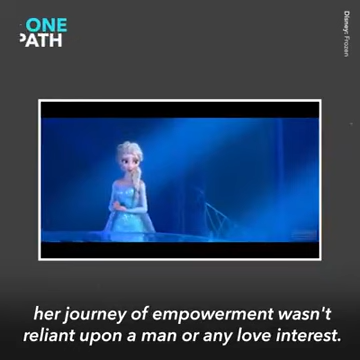 ONE
PATH
Disney: Frozen
her journey of empowerment wasn't
reliant upon a man or any love interest.